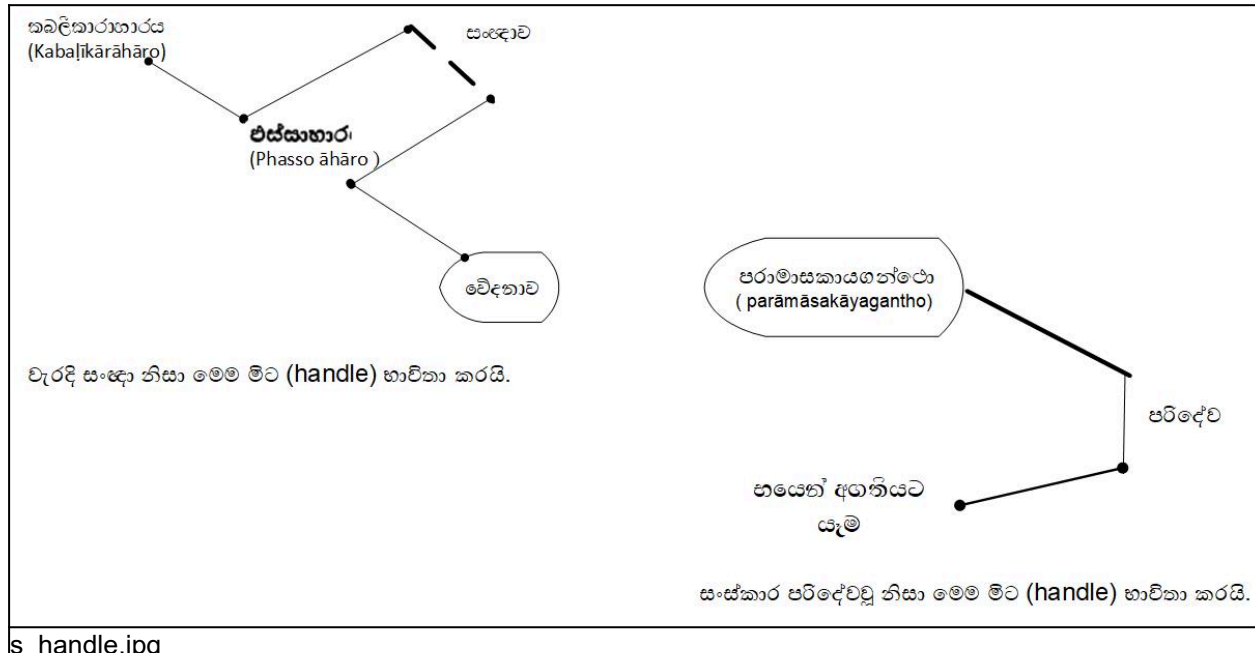 කබලිකාරාහාරය
(Kabaḷīkārāhāro)
සංඥාව
ඵස්සාහාර
(Phasso āhāro )
වේදනාව
වැරදි සංඥා නිසා මෙම මිට (handle) භාවිතා කරයි.
පරාමාසකායගන්ථො
( parāmāsakāyagantho)
පරිදේව
භයෙන් අගතියට
යෑම
සංස්කාර පරිදේවවූ නිසා මෙම මිට (handle) භාවිතා කරයි.
s_handle.jpg